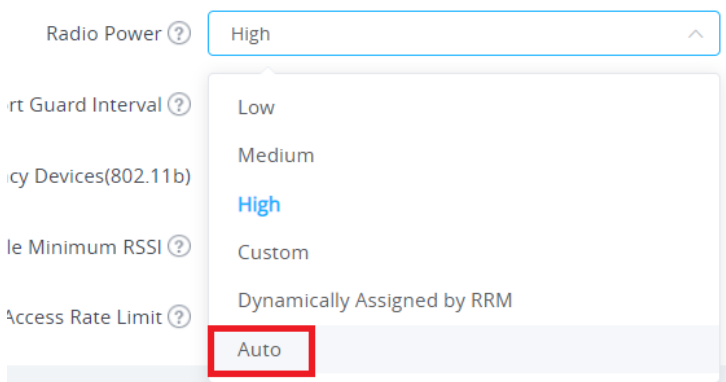 Radio Power ?
High
Low
rt Guard Interval ?
Medium
cy Devices(802.11b)
High
le Minimum RSSI ?
Custom
Dynamically Assigned by RRM
Access Rate Limit ?
Auto